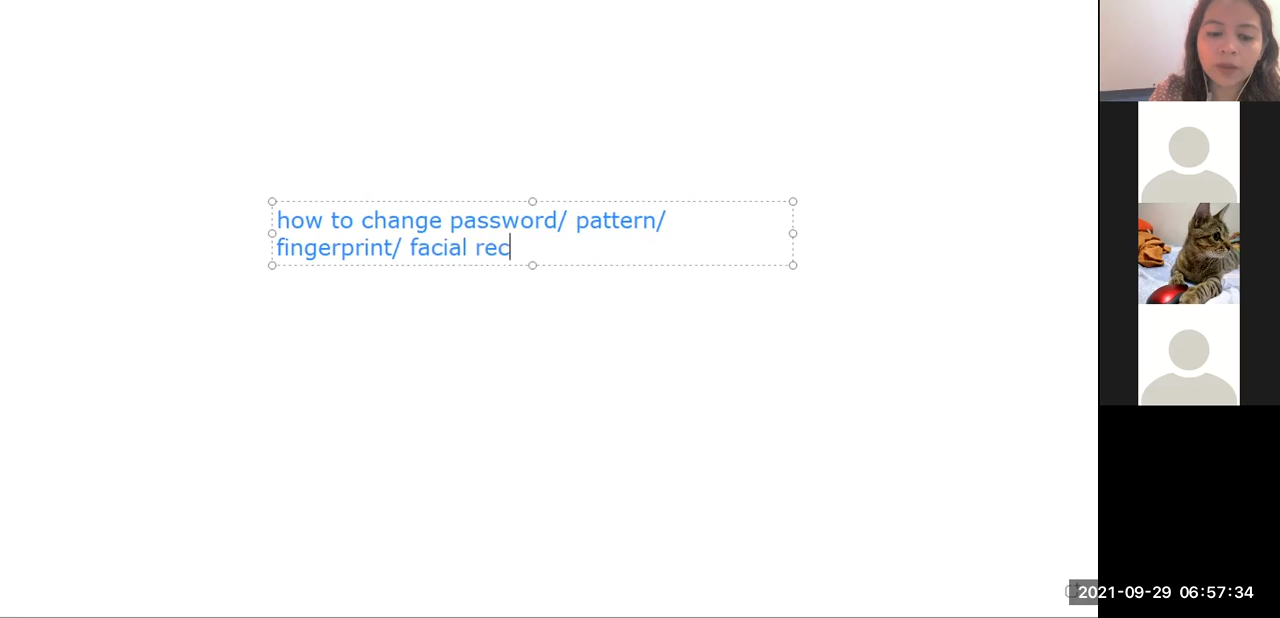 how to change password/ pattern/
fingerprint/ facial rec
2021-09-29 06:57:34